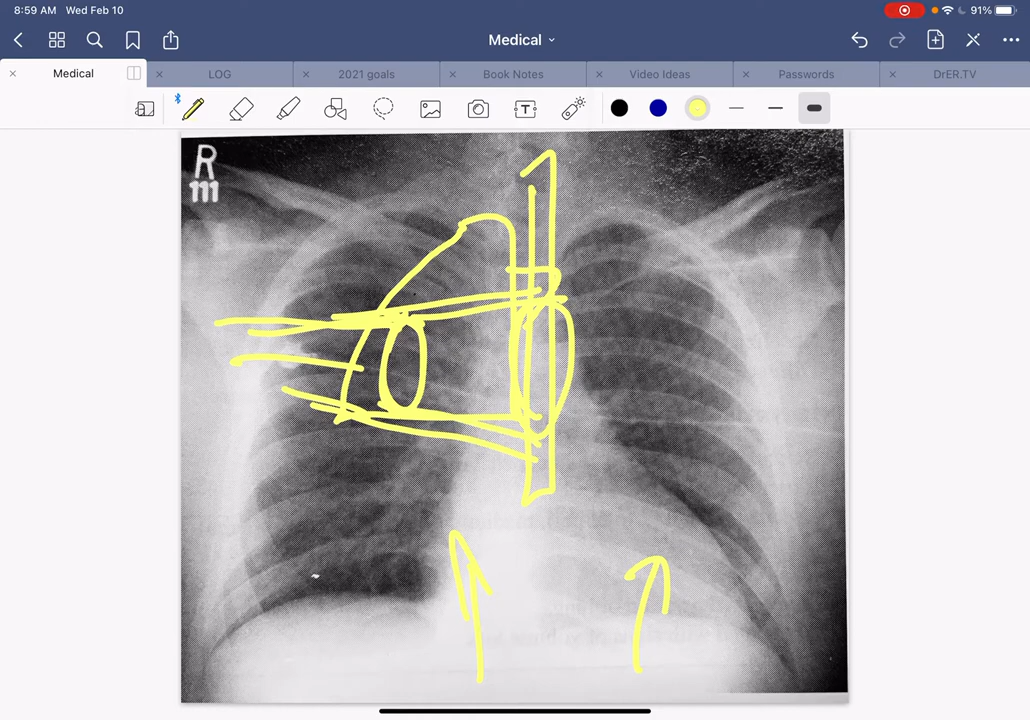 8:59 AM Wed Feb 10
91%
Medical
Medical
LOG
2021 goals
Book Notes
Video Ideas
Passwords
DrER.TV
T
R
111